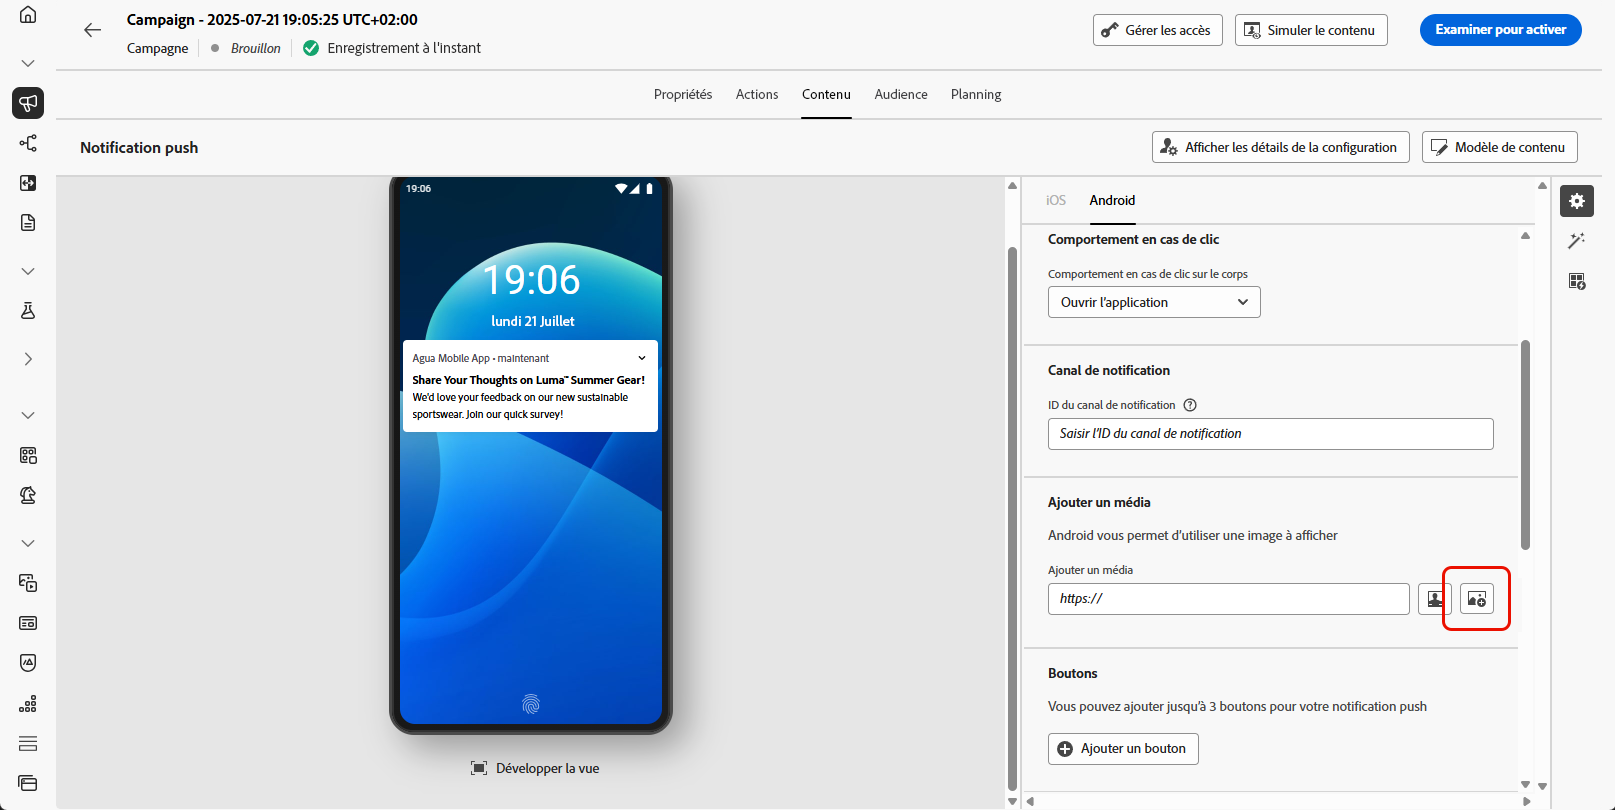 Campaign - 2025-07-21 19:05:25 UTC+02:00
Campagne
Brouillon
Enregistrement à l'instant
Gérer les accès
Simuler le contenu
Examiner pour activer
Propriétés
Actions
Contenu
Audience
Planning
Notification push
Afficher les détails de la configuration
Modèle de contenu
19:06
19:06
lundi 21 Juillet
Agua Mobile App • maintenant
Share Your Thoughts on Luma™ Summer Gear!
We'd love your feedback on our new sustainable
sportswear. Join our quick survey!
Développer la vue
iOS
Android
Comportement en cas de clic
Comportement en cas de clic sur le corps
Ouvrir l'application
Canal de notification
ID du canal de notification
Saisir l'ID du canal de notification
Ajouter un média
Android vous permet d'utiliser une image à afficher
Ajouter un média
https://
Boutons
Vous pouvez ajouter jusqu'à 3 boutons pour votre notification push
Ajouter un bouton